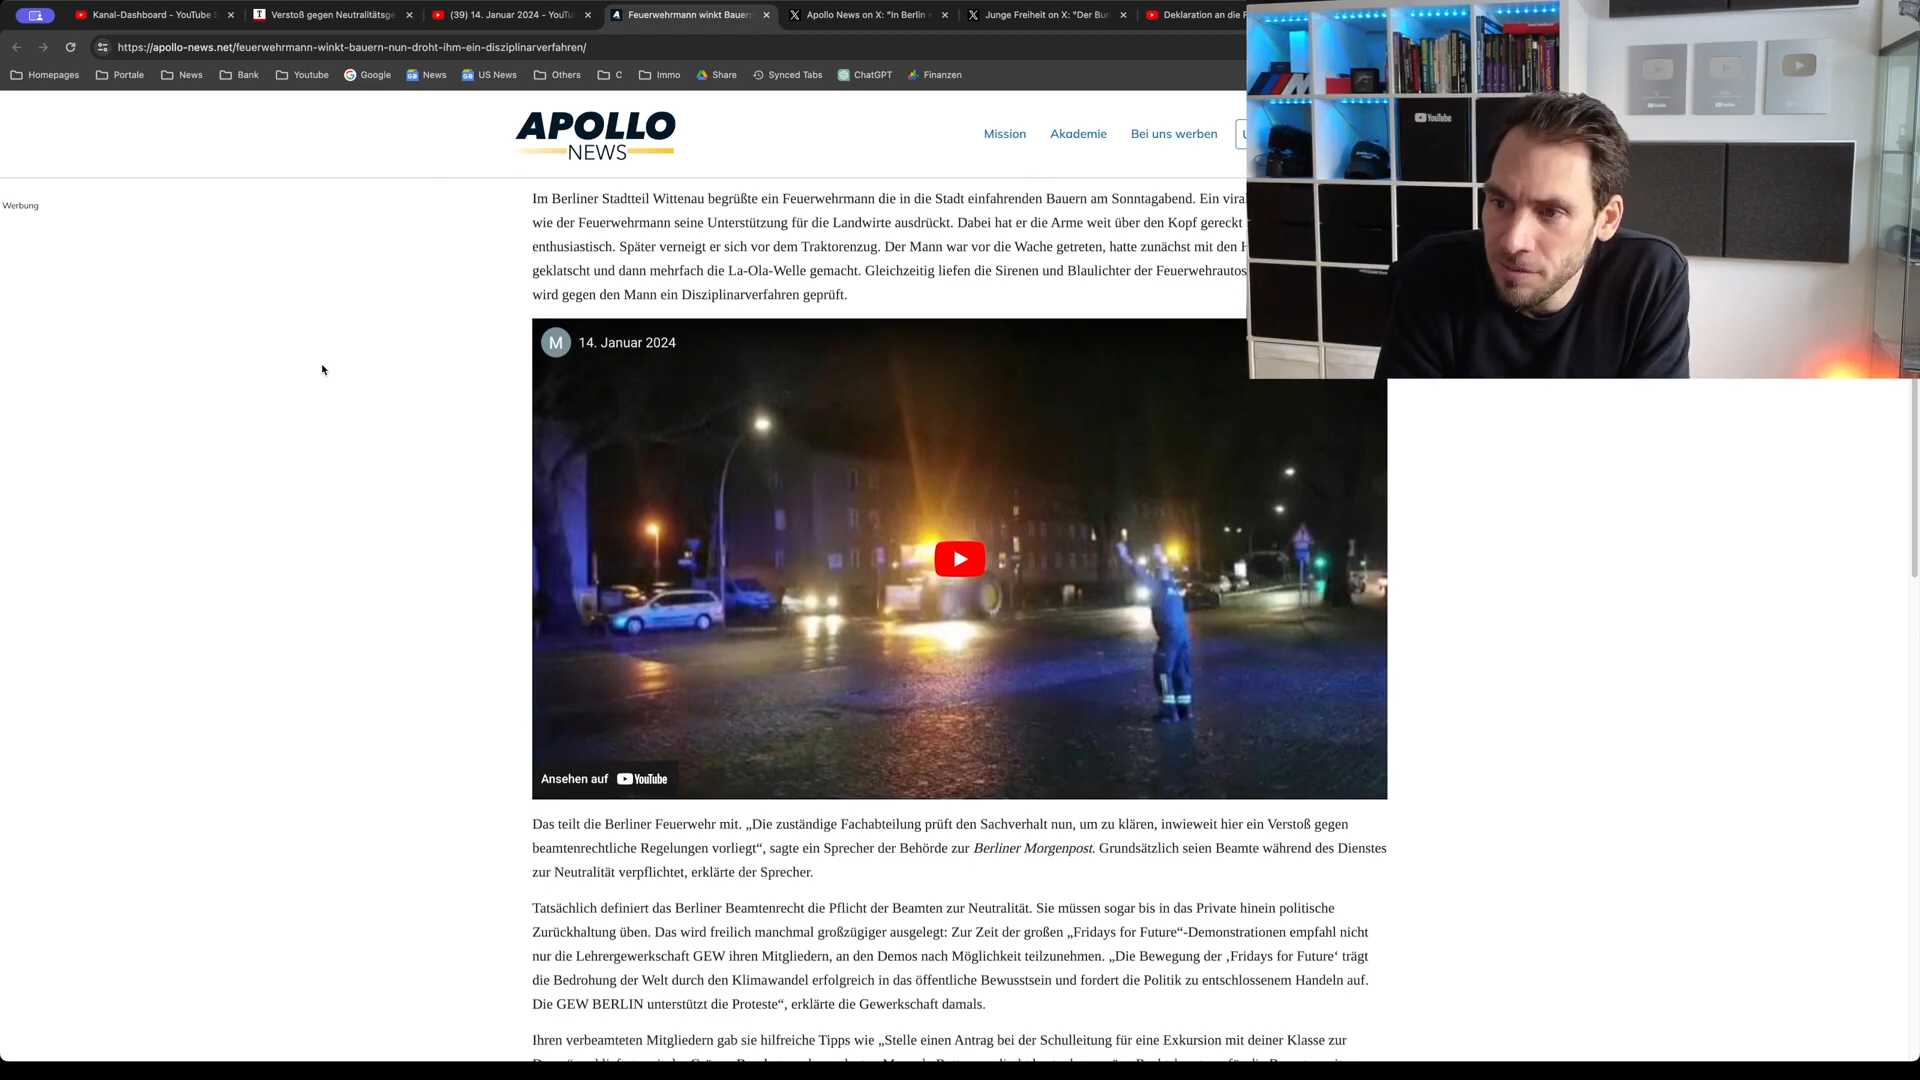 Kanal-Dashboard - YouTube S
Verstoß gegen Neutralitätsge
(39) 14. Januar 2024 - YouTu
Feuerwehrmann winkt Bauern
Apollo News on X: "In Berlin s
Junge Freiheit on X: "Der Bun
Deklaration an die F
https://apollo-news.net/feuerwehrmann-winkt-bauern-nun-droht-ihm-ein-disziplinarverfahren/
Homepages
Portale
News
Bank
Youtube
Google
News
US News
Others
C
Immo
Share
Synced Tabs
ChatGPT
Finanzen
YouTube
APOLLO
NEWS
Mission
Akademie
Bei uns werben
Werbung
Im Berliner Stadtteil Wittenau begrüßte ein Feuerwehrmann die in die Stadt einfahrenden Bauern am Sonntagabend. Ein viral
wie der Feuerwehrmann seine Unterstützung für die Landwirte ausdrückt. Dabei hat er die Arme weit über den Kopf gereckt
enthusiastisch. Später verneigt er sich vor dem Traktorenzug. Der Mann war vor die Wache getreten, hatte zunächst mit den H
geklatscht und dann mehrfach die La-Ola-Welle gemacht. Gleichzeitig liefen die Sirenen und Blaulichter der Feuerwehrautos
wird gegen den Mann ein Disziplinarverfahren geprüft.
M
14. Januar 2024
Ansehen auf YouTube
Das teilt die Berliner Feuerwehr mit. „Die zuständige Fachabteilung prüft den Sachverhalt nun, um zu klären, inwieweit hier ein Verstoß gegen
beamtenrechtliche Regelungen vorliegt“, sagte ein Sprecher der Behörde zur Berliner Morgenpost. Grundsätzlich seien Beamte während des Dienstes
zur Neutralität verpflichtet, erklärte der Sprecher.
Tatsächlich definiert das Berliner Beamtenrecht die Pflicht der Beamten zur Neutralität. Sie müssen sogar bis in das Private hinein politische
Zurückhaltung üben. Das wird freilich manchmal großzügiger ausgelegt: Zur Zeit der großen „Fridays for Future“-Demonstrationen empfahl nicht
nur die Lehrergewerkschaft GEW ihren Mitgliedern, an den Demos nach Möglichkeit teilzunehmen. „Die Bewegung der ‚Fridays for Future‘ trägt
die Bedrohung der Welt durch den Klimawandel erfolgreich in das öffentliche Bewusstsein und fordert die Politik zu entschlossenem Handeln auf.
Die GEW BERLIN unterstützt die Proteste“, erklärte die Gewerkschaft damals.
Ihren verbeamteten Mitgliedern gab sie hilfreiche Tipps wie „Stelle einen Antrag bei der Schulleitung für eine Exkursion mit deiner Klasse zur